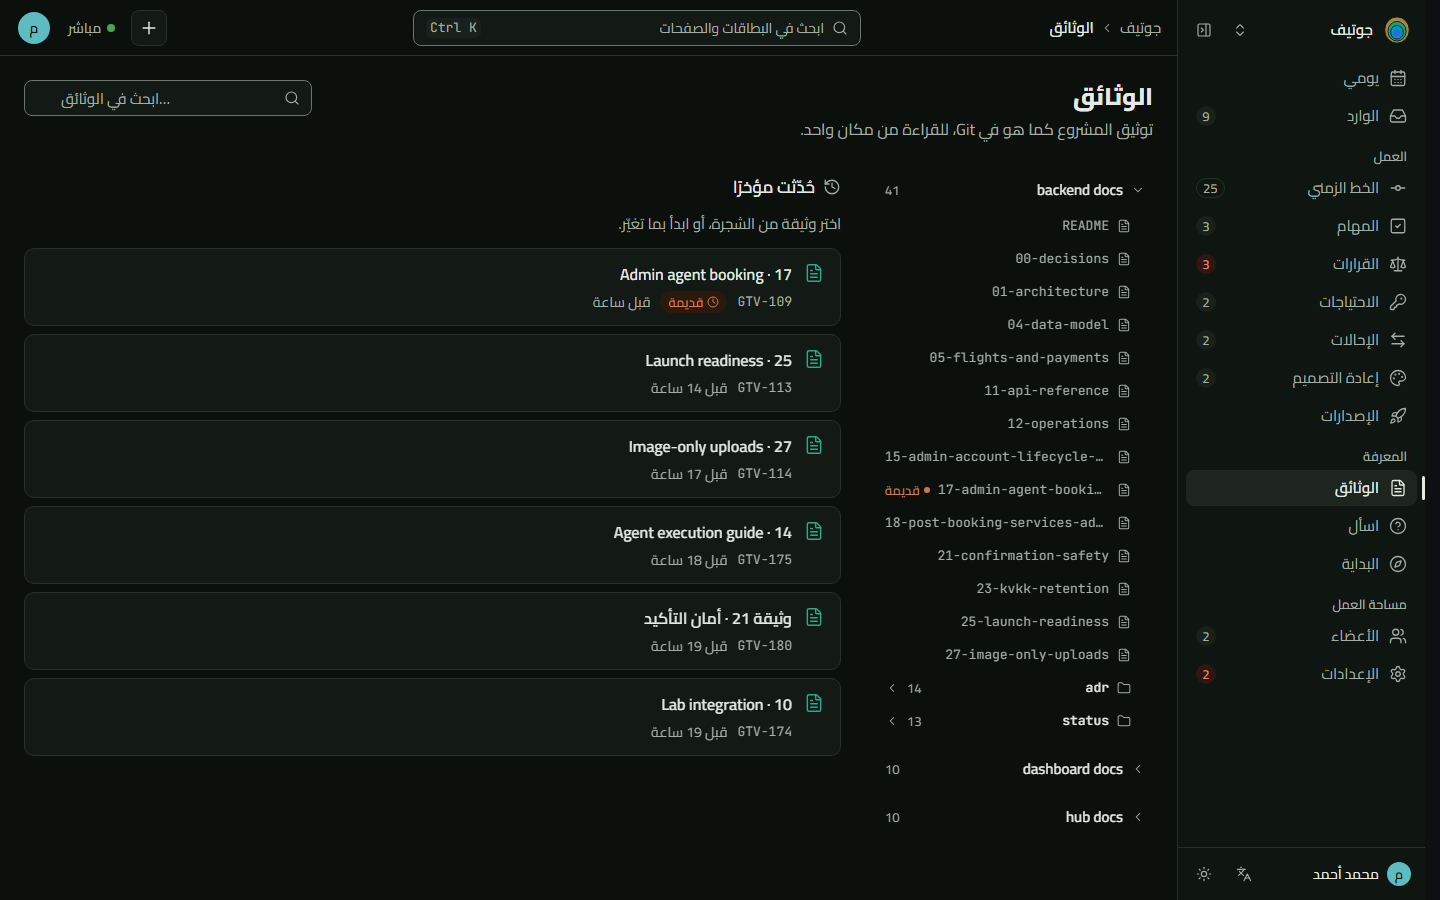 جوتيف
يومي
الوارد 9
العمل
الخط الزمني 25
المهام 3
القرارات 3
الاحتياجات 2
الإحالات 2
إعادة التصميم 2
الإصدارات
المعرفة
الوثائق
اسأل
البداية
مساحة العمل
الأعضاء 2
الإعدادات 2
م محمد أحمد
جوتيف الوثائق
ابحث في البطاقات والصفحات Ctrl K
مباشر م
الوثائق
توثيق المشروع كما هو في Git، للقراءة من مكان واحد.
ابحث في الوثائق...
backend docs 41
README
00-decisions
01-architecture
04-data-model
05-flights-and-payments
11-api-reference
12-operations
15-admin-account-lifecycle-…
17-admin-agent-booki… قديمة
18-post-booking-services-ad…
21-confirmation-safety
23-kvkk-retention
25-launch-readiness
27-image-only-uploads
adr 14
status 13
dashboard docs 10
hub docs 10
حُدّثت مؤخرًا
اختر وثيقة من الشجرة، أو ابدأ بما تغيّر.
17 · Admin agent booking
GTV-109 قديمة قبل ساعة
25 · Launch readiness
GTV-113 قبل 14 ساعة
27 · Image-only uploads
GTV-114 قبل 17 ساعة
14 · Agent execution guide
GTV-175 قبل 18 ساعة
وثيقة 21 · أمان التأكيد
GTV-180 قبل 19 ساعة
10 · Lab integration
GTV-174 قبل 19 ساعة